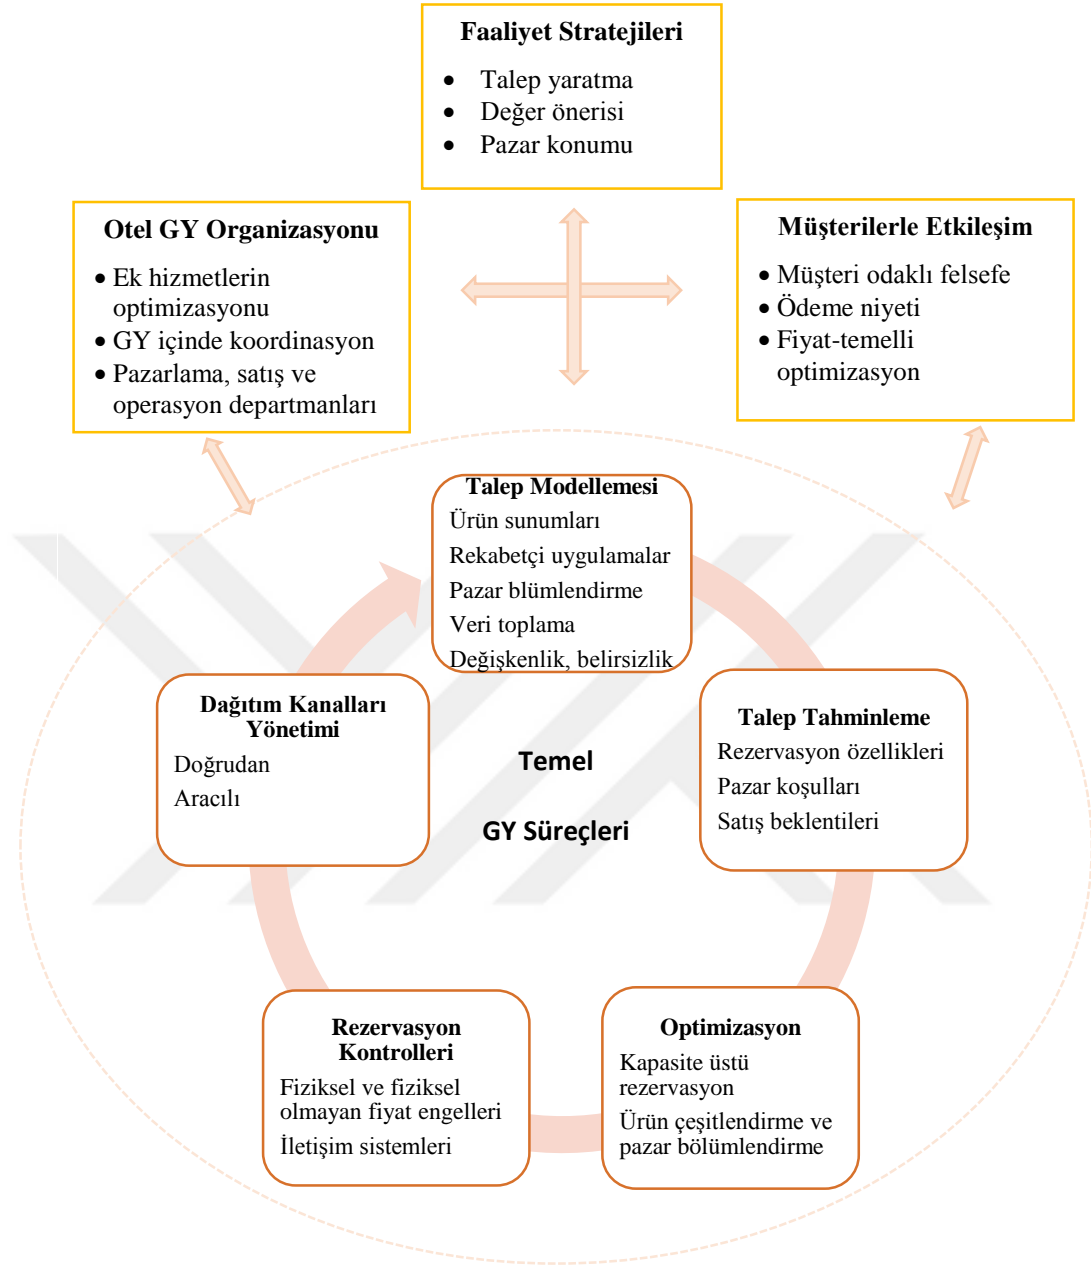 Faaliyet Stratejileri
• Talep yaratma
• Değer önerisi
• Pazar konumu
Otel GY Organizasyonu
• Ek hizmetlerin
optimizasyonu
• GY içinde koordinasyon
• Pazarlama, satış ve
operasyon departmanları
Müşterilerle Etkileşim
• Müşteri odaklı felsefe
• Ödeme niyeti
• Fiyat-temelli
optimizasyon
Talep Modellemesi
Ürün sunumları
Rekabetçi uygulamalar
Pazar blümlendirme
Veri toplama
Değişkenlik, belirsizlik
Dağıtım Kanalları
Yönetimi
Doğrudan
Aracılı
Temel
GY Süreçleri
Talep Tahminleme
Rezervasyon özellikleri
Pazar koşulları
Satış beklentileri
Rezervasyon
Kontrolleri
Fiziksel ve fiziksel
olmayan fiyat engelleri
İletişim sistemleri
Optimizasyon
Kapasite üstü
rezervasyon
Ürün çeşitlendirme ve
pazar bölümlendirme